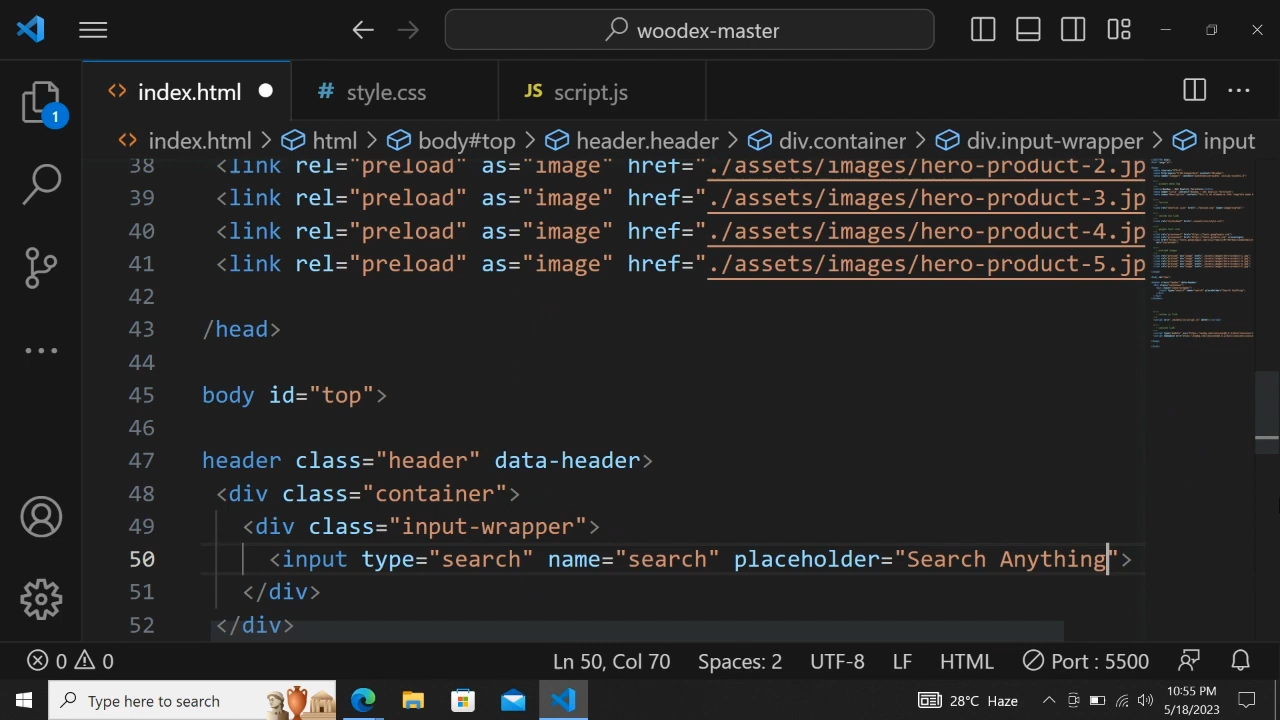 woodex-master
index.html
# style.css
JS script.js
1
index.html > html > body#top > header.header > div.container > div.input-wrapper > input
38 <link rel="preload" as="image" href="./assets/images/hero-product-2.jp
39 <link rel="preload" as="image" href="./assets/images/hero-product-3.jp
40 <link rel="preload" as="image" href="./assets/images/hero-product-4.jp
41 <link rel="preload" as="image" href="./assets/images/hero-product-5.jp
42
43 /head>
44
45 body id="top">
46
47 header class="header" data-header>
48 <div class="container">
49 <div class="input-wrapper">
50 <input type="search" name="search" placeholder="Search Anything">
51 </div>
52 </div>
0 0 Ln 50, Col 70 Spaces: 2 UTF-8 LF HTML Port : 5500
Type here to search
28°C Haze
10:55 PM
5/18/2023